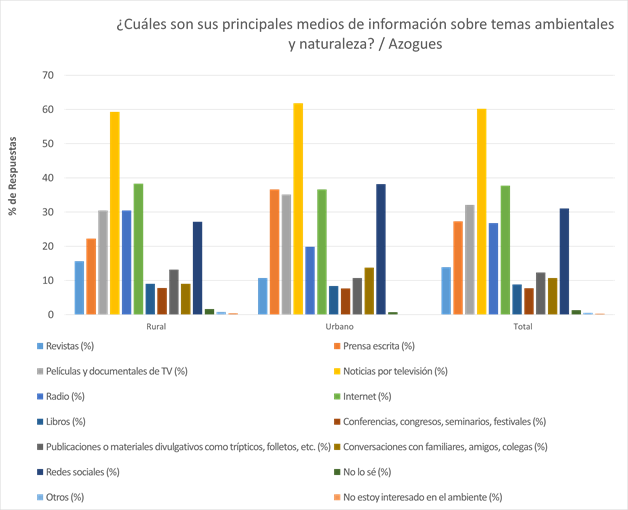 ¿Cuáles son sus principales medios de información sobre temas ambientales
y naturaleza? / Azogues
% de Respuestas
70
60
50
40
30
20
10
0
Rural Urbano Total
Revistas (%) Prensa escrita (%)
Películas y documentales de TV (%) Noticias por televisión (%)
Radio (%) Internet (%)
Libros (%) Conferencias, congresos, seminarios, festivales (%)
Publicaciones o materiales divulgativos como trípticos, folletos, etc. (%) Conversaciones con familiares, amigos, colegas (%)
Redes sociales (%) No lo sé (%)
Otros (%) No estoy interesado en el ambiente (%)